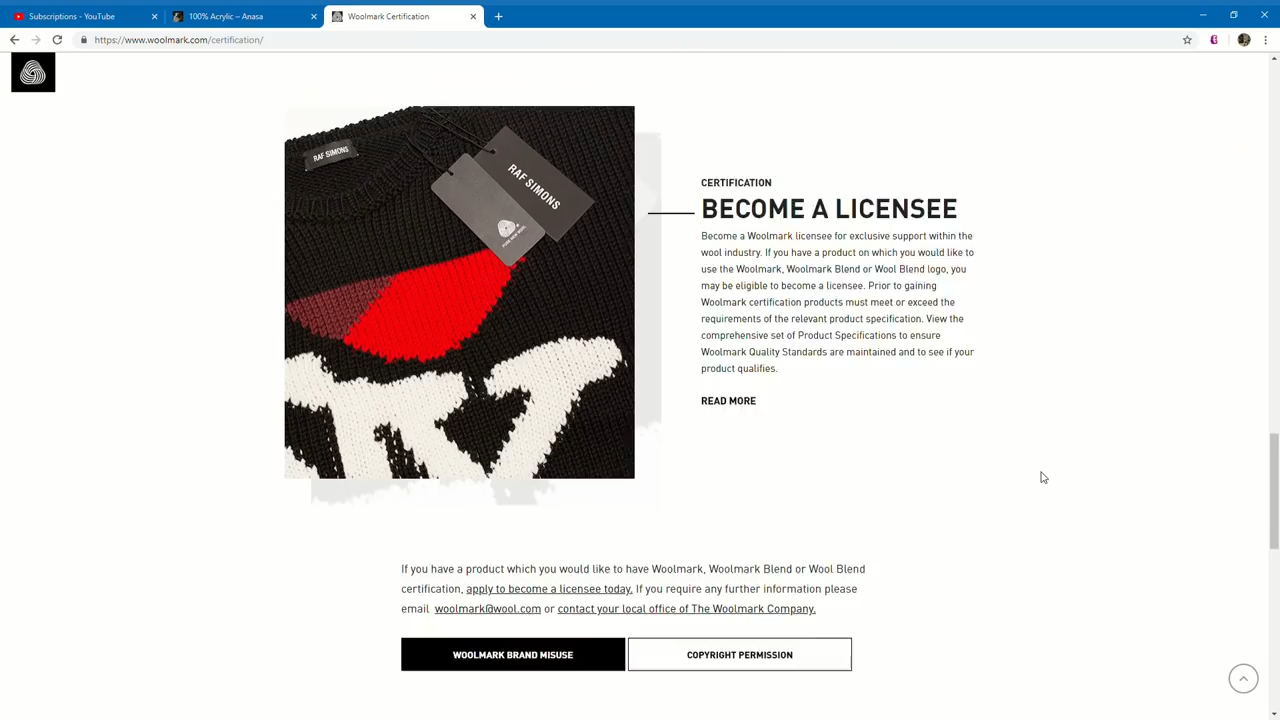 Subscriptions - YouTube
100% Acrylic – Anasa
Woolmark Certification
https://www.woolmark.com/certification/
RAF SIMONS
RAF SIMONS
PURE NEW WOOL
CERTIFICATION
BECOME A LICENSEE
Become a Woolmark licensee for exclusive support within the
wool industry. If you have a product on which you would like to
use the Woolmark, Woolmark Blend or Wool Blend logo, you
may be eligible to become a licensee. Prior to gaining
Woolmark certification products must meet or exceed the
requirements of the relevant product specification. View the
comprehensive set of Product Specifications to ensure
Woolmark Quality Standards are maintained and to see if your
product qualifies.
READ MORE
If you have a product which you would like to have Woolmark, Woolmark Blend or Wool Blend
certification, apply to become a licensee today. If you require any further information please
email woolmark@wool.com or contact your local office of The Woolmark Company.
WOOLMARK BRAND MISUSE
COPYRIGHT PERMISSION